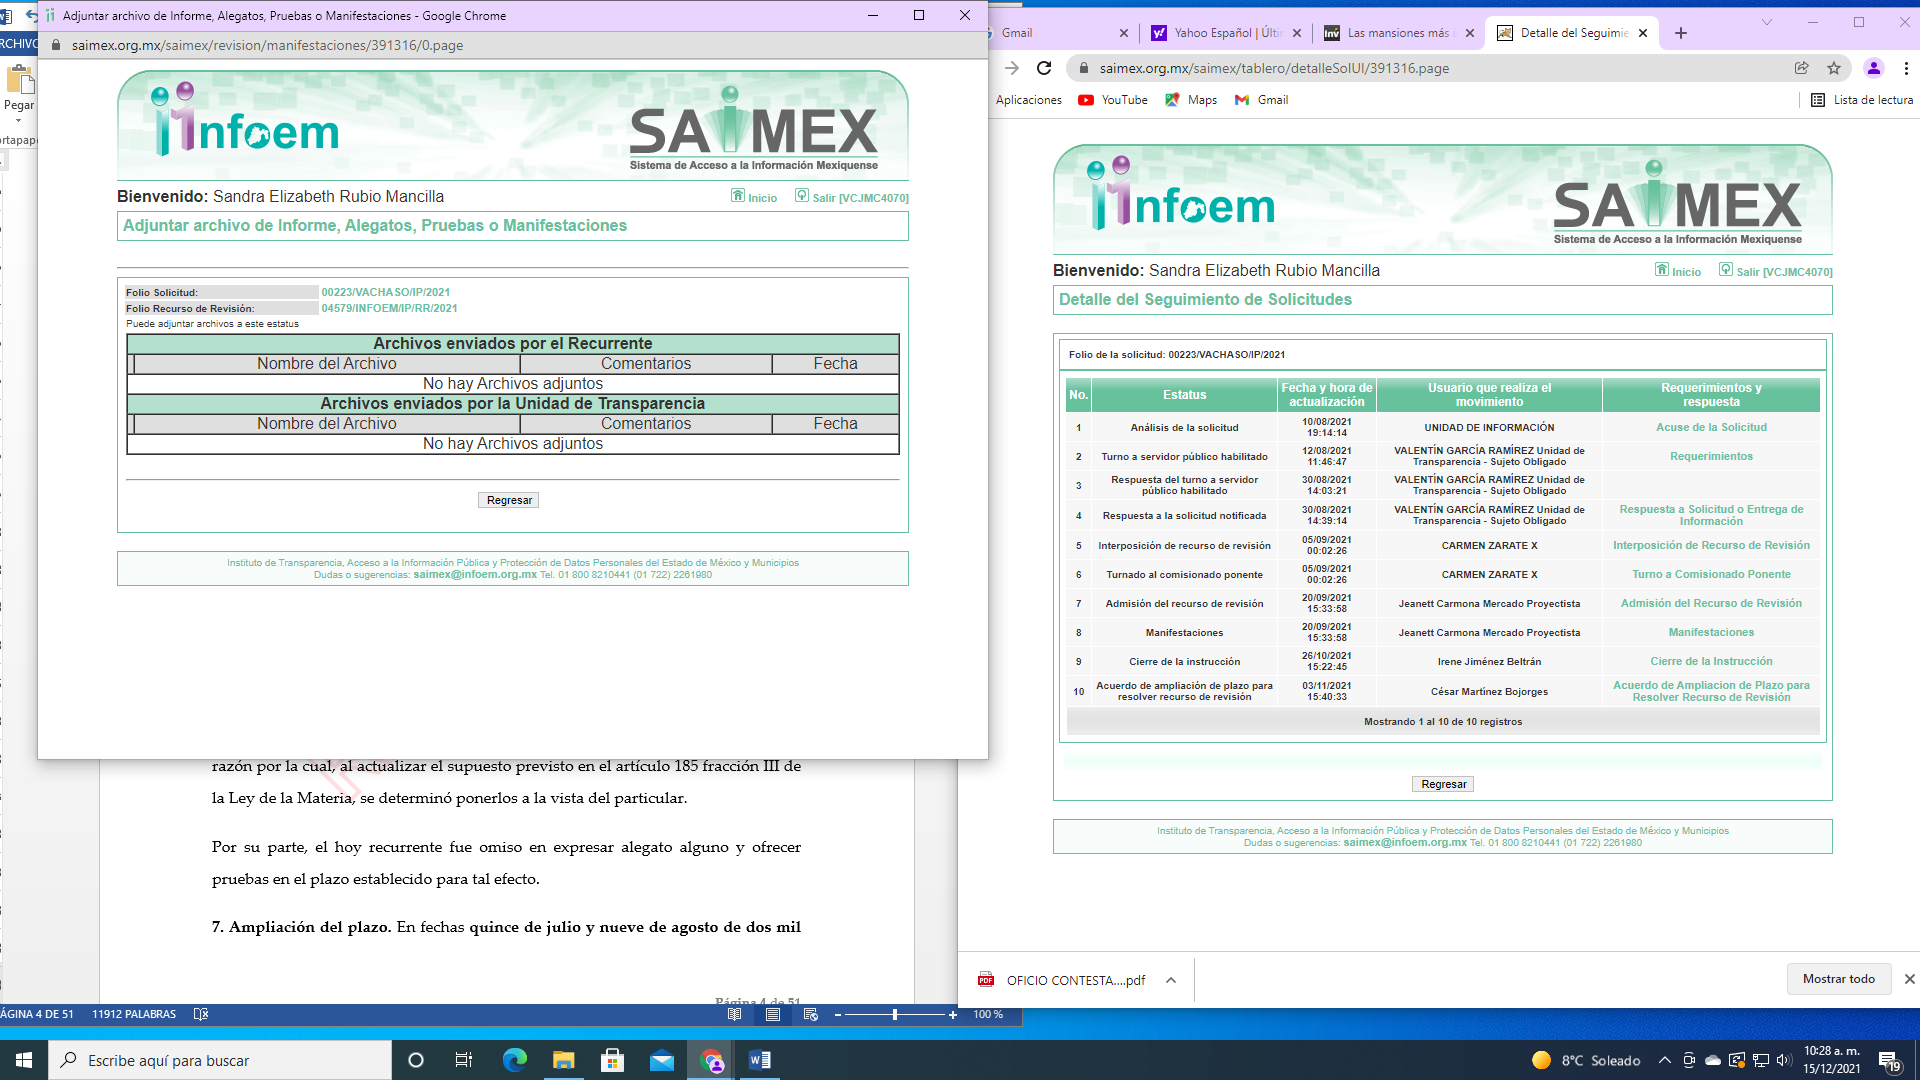 Adjuntar archivo de Informe, Alegatos, Pruebas o Manifestaciones - Google Chrome
saimex.org.mx/saimex/revision/manifestaciones/391316/0.page
infoem
SAIMEX
Sistema de Acceso a la Información Mexiquense
Bienvenido: Sandra Elizabeth Rubio Mancilla
Inicio
Salir [VCJMC4070]
Adjuntar archivo de Informe, Alegatos, Pruebas o Manifestaciones
Folio Solicitud: 00223/VACHASO/IP/2021
Folio Recurso de Revisión: 04579/INFOEM/IP/RR/2021
Puede adjuntar archivos a este estatus
Archivos enviados por el Recurrente
Nombre del Archivo Comentarios Fecha
No hay Archivos adjuntos
Archivos enviados por la Unidad de Transparencia
Nombre del Archivo Comentarios Fecha
No hay Archivos adjuntos
Regresar
Instituto de Transparencia, Acceso a la Información Pública y Protección de Datos Personales del Estado de México y Municipios
Dudas o sugerencias: saimex@infoem.org.mx Tel. 01 800 8210441 (01 722) 2261980
Pegar
razón por la cual, al actualizar el supuesto previsto en el artículo 185 fracción III de
la Ley de la Materia, se determinó ponerlos a la vista del particular.
Por su parte, el hoy recurrente fue omiso en expresar alegato alguno y ofrecer
pruebas en el plazo establecido para tal efecto.
7. Ampliación del plazo. En fechas quince de julio y nueve de agosto de dos mil
Página 4 de 51
ÁGINA 4 DE 51 11912 PALABRAS
100 %
Gmail
Yahoo Español | Últi
Las mansiones más
Detalle del Seguimie
saimex.org.mx/saimex/tablero/detalleSolUI/391316.page
Aplicaciones YouTube Maps Gmail Lista de lectura
infoem
SAIMEX
Sistema de Acceso a la Información Mexiquense
Bienvenido: Sandra Elizabeth Rubio Mancilla
Inicio
Salir [VCJMC4070]
Detalle del Seguimiento de Solicitudes
Folio de la solicitud: 00223/VACHASO/IP/2021
No. Estatus Fecha y hora de actualización Usuario que realiza el movimiento Requerimientos y respuesta
1 Análisis de la solicitud 10/08/2021 19:14:14 UNIDAD DE INFORMACIÓN Acuse de la Solicitud
2 Turno a servidor público habilitado 12/08/2021 11:46:47 VALENTÍN GARCÍA RAMÍREZ Unidad de Transparencia - Sujeto Obligado Requerimientos
3 Respuesta del turno a servidor público habilitado 30/08/2021 14:03:21 VALENTÍN GARCÍA RAMÍREZ Unidad de Transparencia - Sujeto Obligado
4 Respuesta a la solicitud notificada 30/08/2021 14:39:14 VALENTÍN GARCÍA RAMÍREZ Unidad de Transparencia - Sujeto Obligado Respuesta a Solicitud o Entrega de Información
5 Interposición de recurso de revisión 05/09/2021 00:02:26 CARMEN ZARATE X Interposición de Recurso de Revisión
6 Turnado al comisionado ponente 05/09/2021 00:02:26 CARMEN ZARATE X Turno a Comisionado Ponente
7 Admisión del recurso de revisión 20/09/2021 15:33:58 Jeanett Carmona Mercado Proyectista Admisión del Recurso de Revisión
8 Manifestaciones 20/09/2021 15:33:58 Jeanett Carmona Mercado Proyectista Manifestaciones
9 Cierre de la instrucción 26/10/2021 15:22:45 Irene Jiménez Beltrán Cierre de la Instrucción
10 Acuerdo de ampliación de plazo para resolver recurso de revisión 03/11/2021 15:40:33 César Martínez Bojorges Acuerdo de Ampliacion de Plazo para Resolver Recurso de Revisión
Mostrando 1 al 10 de 10 registros
Regresar
Instituto de Transparencia, Acceso a la Información Pública y Protección de Datos Personales del Estado de México y Municipios
Dudas o sugerencias: saimex@infoem.org.mx Tel. 01 800 8210441 (01 722) 2261980
OFICIO CONTESTA....pdf
Mostrar todo
Escribe aquí para buscar
8°C Soleado
10:28 a. m.
15/12/2021
19